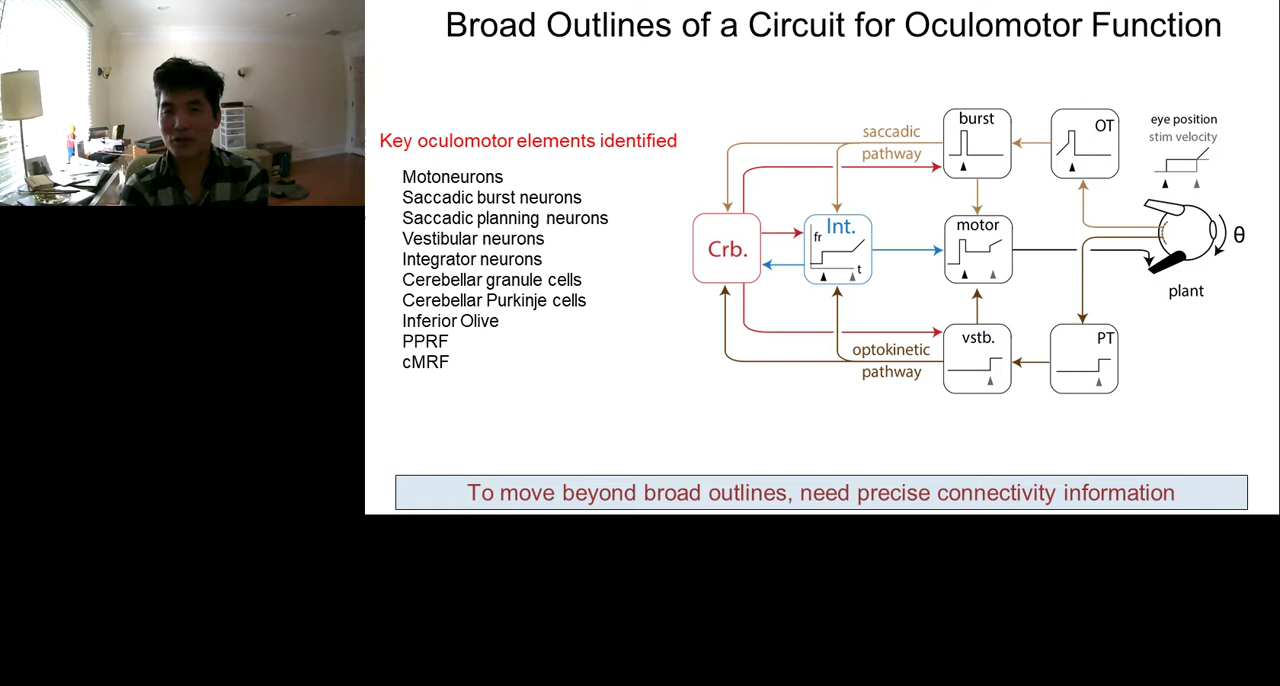 Broad Outlines of a Circuit for Oculomotor Function
Key oculomotor elements identified
Motoneurons
Saccadic burst neurons
Saccadic planning neurons
Vestibular neurons
Integrator neurons
Cerebellar granule cells
Cerebellar Purkinje cells
Inferior Olive
PPRF
cMRF
saccadic
pathway
burst
OT
eye position
stim velocity
Crb.
Int.
fr
t
motor
θ
plant
optokinetic
pathway
vstb.
PT
To move beyond broad outlines, need precise connectivity information